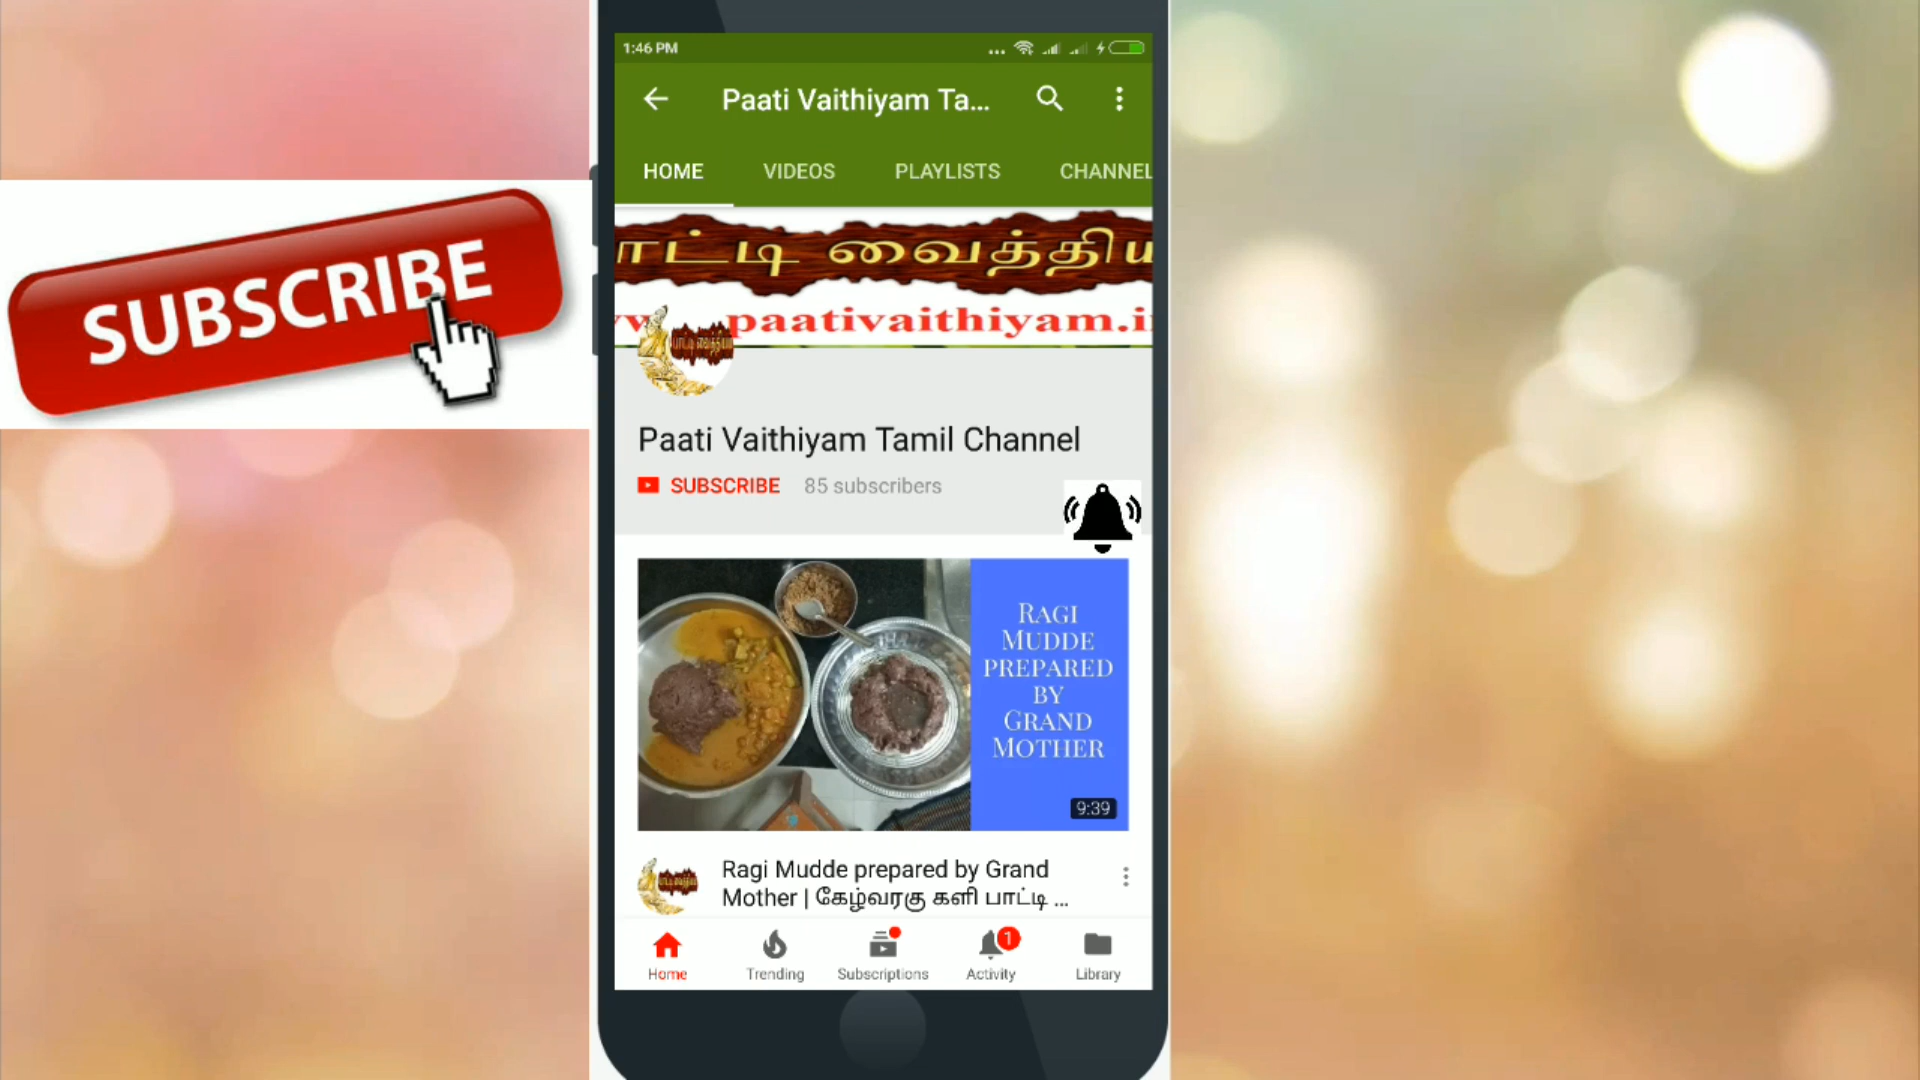 SUBSCRIBE
1:46 PM
Paati Vaithiyam Ta...
HOME VIDEOS PLAYLISTS CHANNEL
பாட்டி வைத்திய
www.paativaithiyam.in
Paati Vaithiyam Tamil Channel
SUBSCRIBE 85 subscribers
RAGI
MUDDE
PREPARED
BY
GRAND
MOTHER
9:39
Ragi Mudde prepared by Grand
Mother | கேழ்வரகு களி பாட்டி ...
1
Home Trending Subscriptions Activity Library